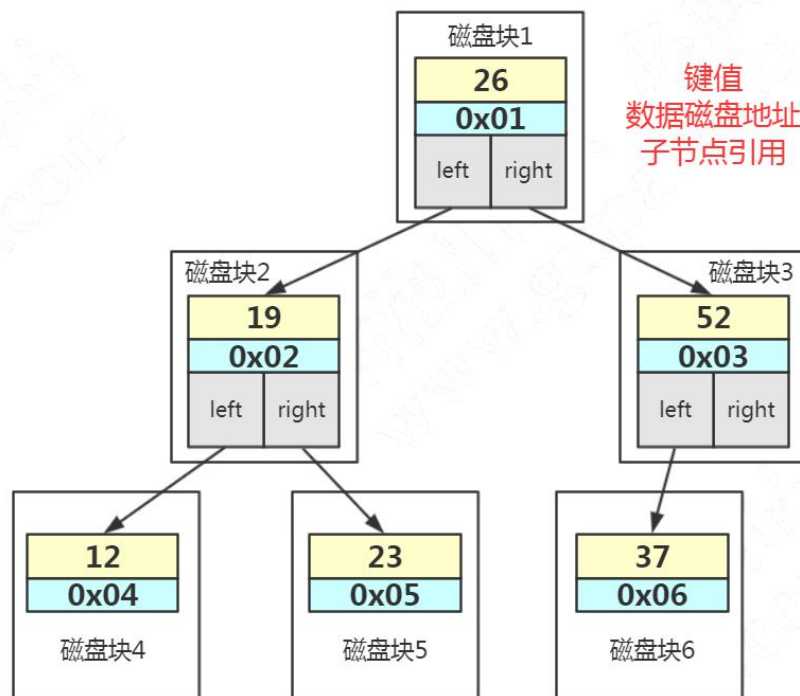 磁盘块1
26
0x01
left right
键值
数据磁盘地址
子节点引用
磁盘块2
19
0x02
left right
磁盘块3
52
0x03
left right
12
0x04
磁盘块4
23
0x05
磁盘块5
37
0x06
磁盘块6